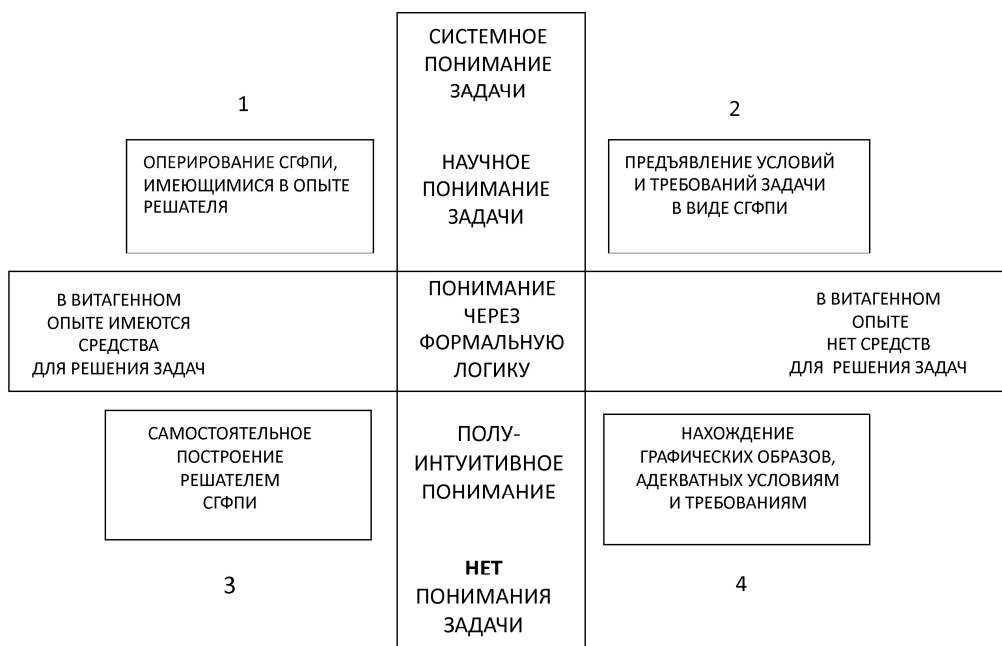 СИСТЕМНОЕ
ПОНИМАНИЕ
ЗАДАЧИ
1
2
ОПЕРИРОВАНИЕ СГФПИ,
ИМЕЮЩИМИСЯ В ОПЫТЕ
РЕШАТЕЛЯ
НАУЧНОЕ
ПОНИМАНИЕ
ЗАДАЧИ
ПРЕДЪЯВЛЕНИЕ УСЛОВИЙ
И ТРЕБОВАНИЙ ЗАДАЧИ
В ВИДЕ СГФПИ
В ВИТАГЕННОМ
ОПЫТЕ ИМЕЮТСЯ
СРЕДСТВА
ДЛЯ РЕШЕНИЯ ЗАДАЧ
ПОНИМАНИЕ
ЧЕРЕЗ
ФОРМАЛЬНУЮ
ЛОГИКУ
В ВИТАГЕННОМ
ОПЫТЕ
НЕТ СРЕДСТВ
ДЛЯ РЕШЕНИЯ ЗАДАЧ
САМОСТОЯТЕЛЬНОЕ
ПОСТРОЕНИЕ
РЕШАТЕЛЕМ
СГФПИ
ПОЛУ-
ИНТУИТИВНОЕ
ПОНИМАНИЕ
НАХОЖДЕНИЕ
ГРАФИЧЕСКИХ ОБРАЗОВ,
АДЕКВАТНЫХ УСЛОВИЯМ
И ТРЕБОВАНИЯМ
3
НЕТ
ПОНИМАНИЯ
ЗАДАЧИ
4